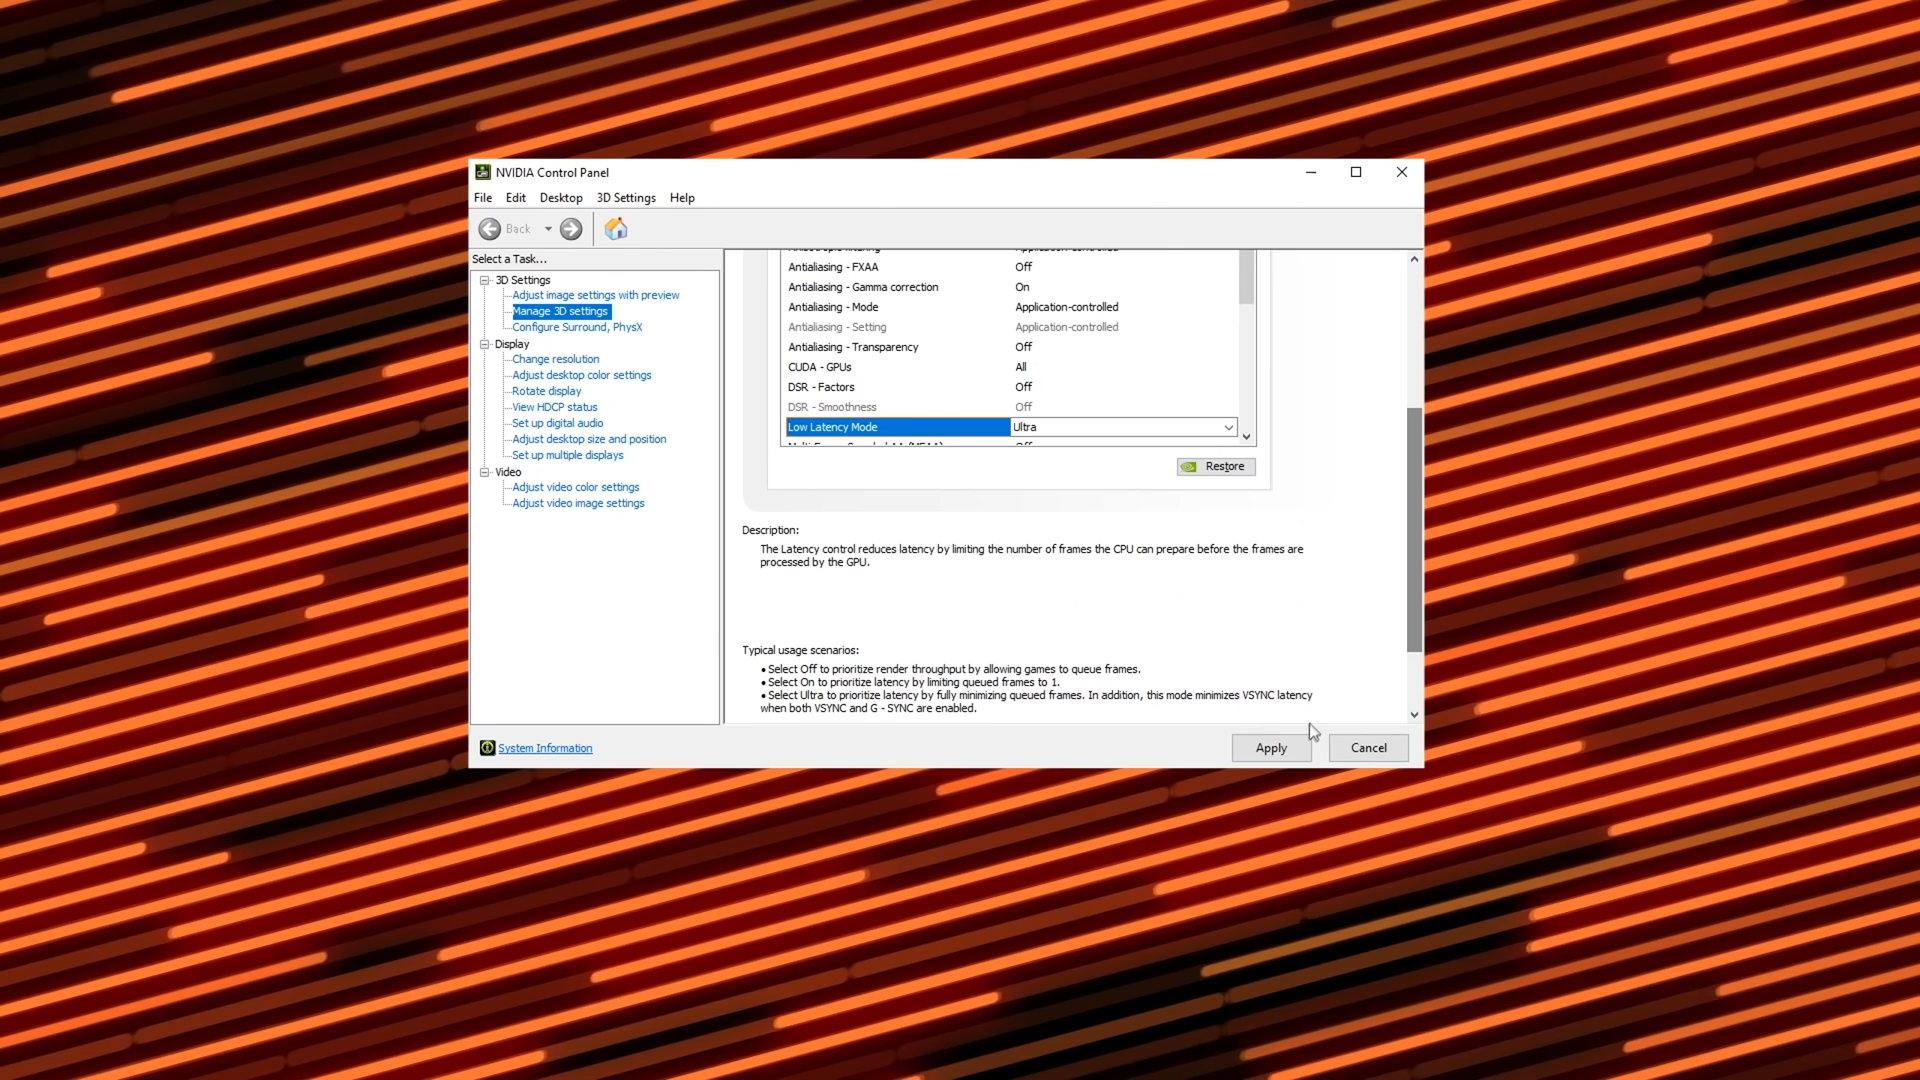 NVIDIA Control Panel
File Edit Desktop 3D Settings Help
Back
Select a Task...
3D Settings
Adjust image settings with preview
Manage 3D settings
Configure Surround, PhysX
Display
Change resolution
Adjust desktop color settings
Rotate display
View HDCP status
Set up digital audio
Adjust desktop size and position
Set up multiple displays
Video
Adjust video color settings
Adjust video image settings
System Information
Antialiasing - FXAA Off
Antialiasing - Gamma correction On
Antialiasing - Mode Application-controlled
Antialiasing - Setting Application-controlled
Antialiasing - Transparency Off
CUDA - GPUs All
DSR - Factors Off
DSR - Smoothness Off
Low Latency Mode Ultra
Restore
Description:
The Latency control reduces latency by limiting the number of frames the CPU can prepare before the frames are
processed by the GPU.
Typical usage scenarios:
• Select Off to prioritize render throughput by allowing games to queue frames.
• Select On to prioritize latency by limiting queued frames to 1.
• Select Ultra to prioritize latency by fully minimizing queued frames. In addition, this mode minimizes VSYNC latency
when both VSYNC and G - SYNC are enabled.
Apply Cancel